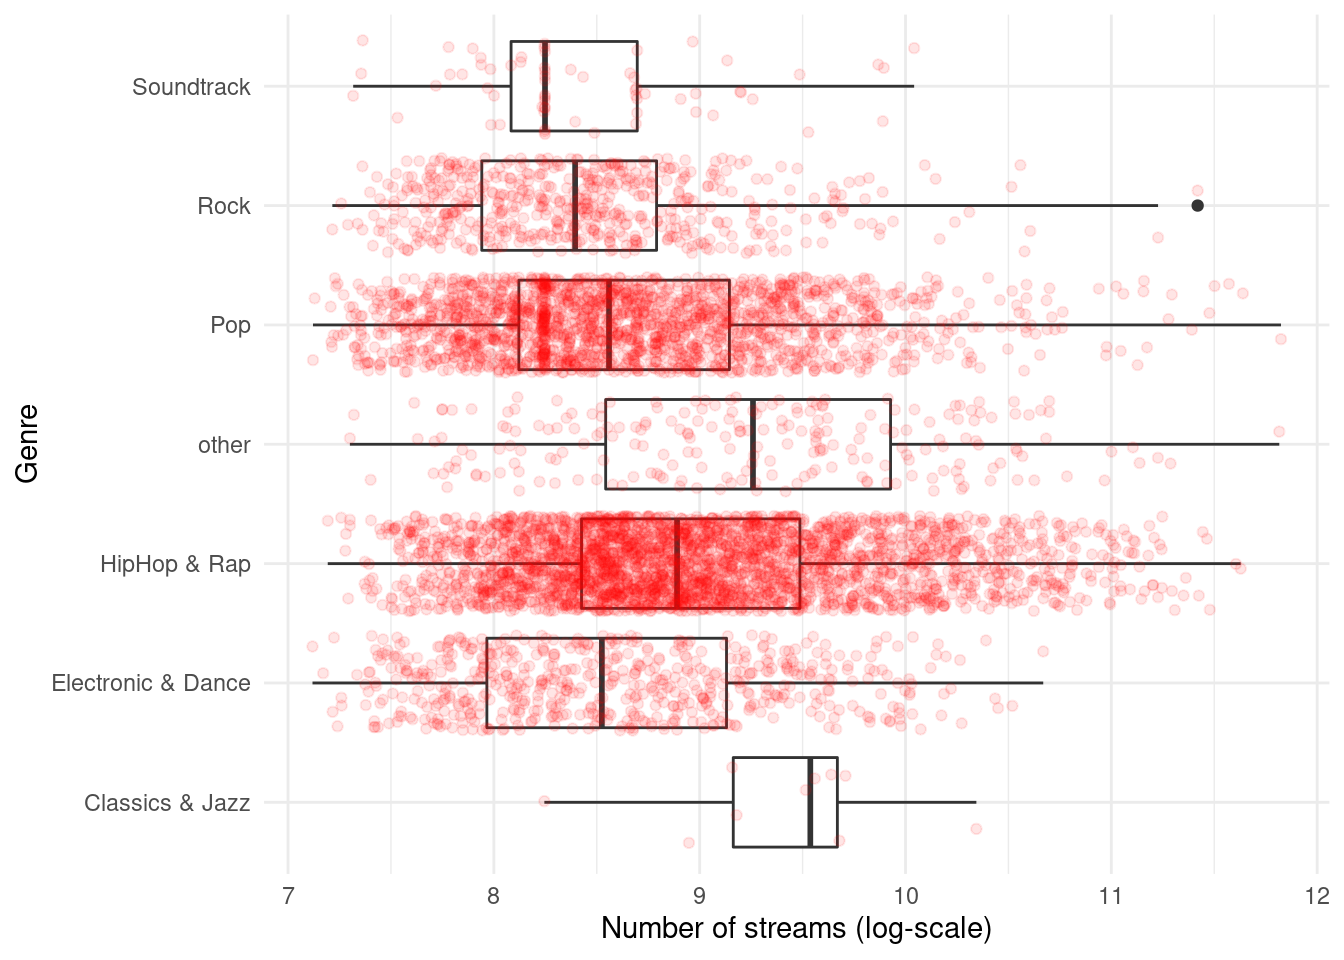 Genre
Soundtrack
Rock
Pop
other
HipHop & Rap
Electronic & Dance
Classics & Jazz
7 8 9 10 11 12
Number of streams (log-scale)